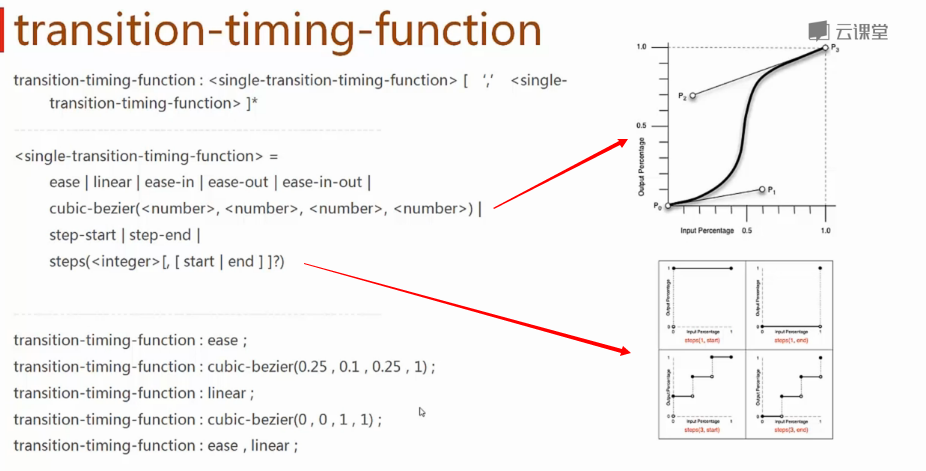 transition-timing-function
云课堂
transition-timing-function : <single-transition-timing-function> [ ‘,’ <single-
transition-timing-function> ]*
<single-transition-timing-function> =
ease | linear | ease-in | ease-out | ease-in-out |
cubic-bezier(<number>, <number>, <number>, <number>) |
step-start | step-end |
steps(<integer>[, [ start | end ] ]?)
transition-timing-function : ease ;
transition-timing-function : cubic-bezier(0.25 , 0.1 , 0.25 , 1) ;
transition-timing-function : linear ;
transition-timing-function : cubic-bezier(0 , 0 , 1 , 1) ;
transition-timing-function : ease , linear ;
1.0
P3
P2
0.5
Output Percentage
P1
P0
Input Percentage 0.5 1.0
1
Output Percentage
0
Input Percentage 1
steps(1, start)
1
Output Percentage
0
Input Percentage 1
steps(1, end)
1
Output Percentage
0
Input Percentage 1
steps(3, start)
1
Output Percentage
0
Input Percentage 1
steps(3, end)